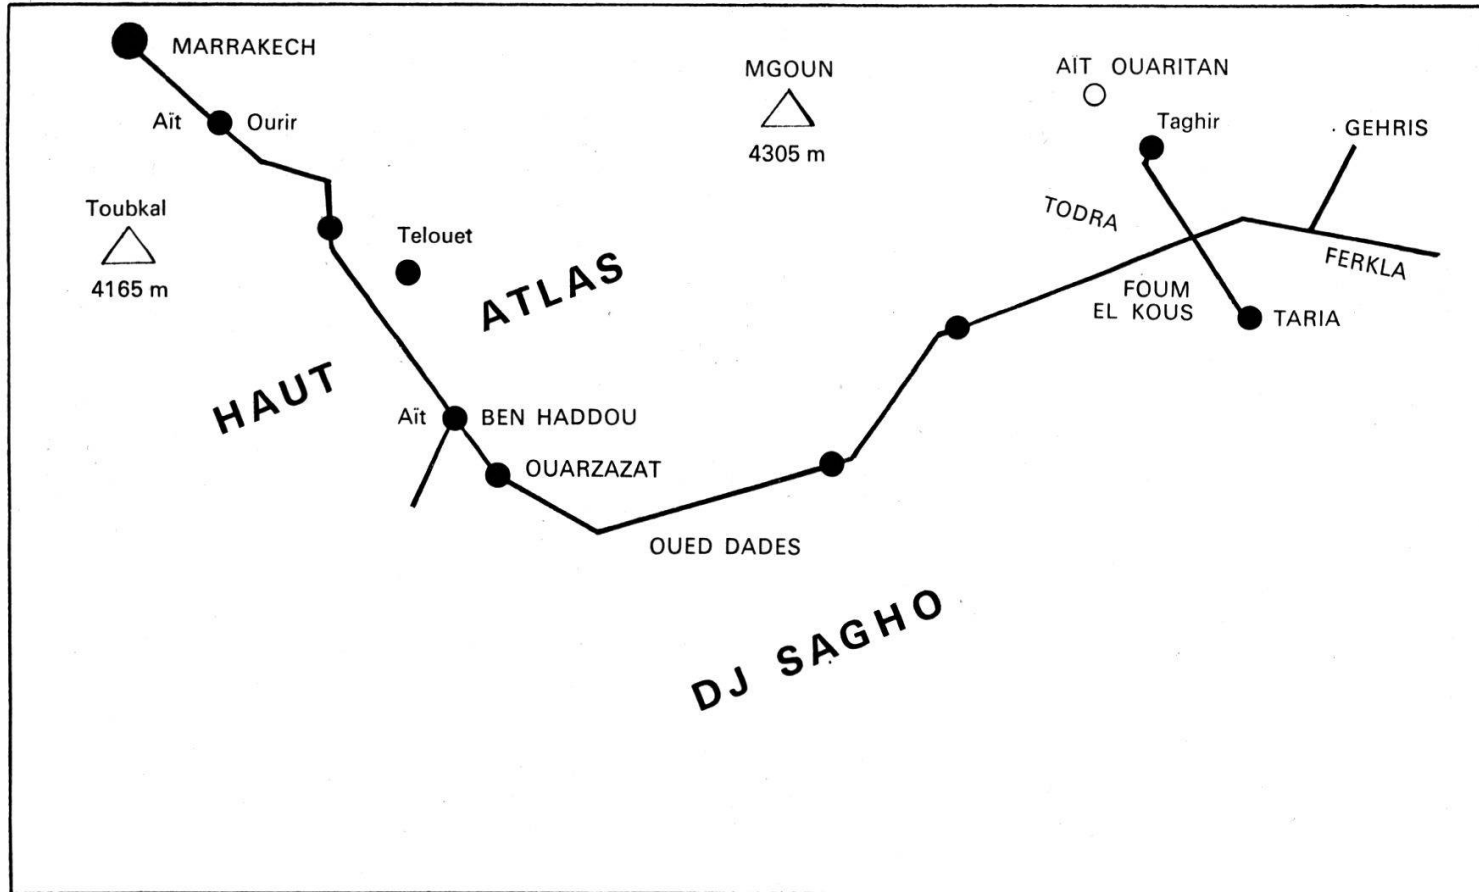 MARRAKECH
Aït Ourir
Toubkal
4165 m
Telouet
MGOUN
4305 m
AÏT OUARITAN
Taghir
GEHRIS
TODRA
FERKLA
FOUM
EL KOUS
TARIA
HAUT ATLAS
Aït BEN HADDOU
OUARZAZAT
OUED DADES
DJ SAGHO